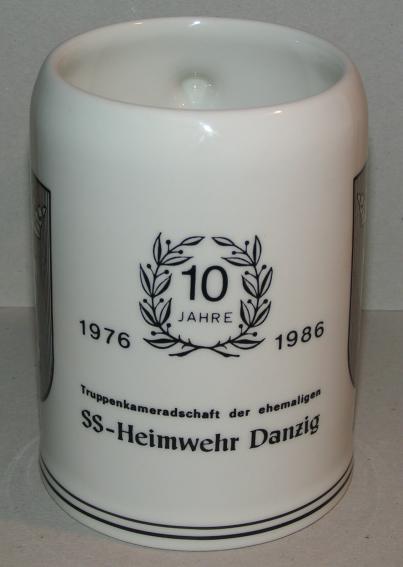 10
JAHRE
1976 1986
Truppenkameradschaft der ehemaligen
SS-Heimwehr Danzig